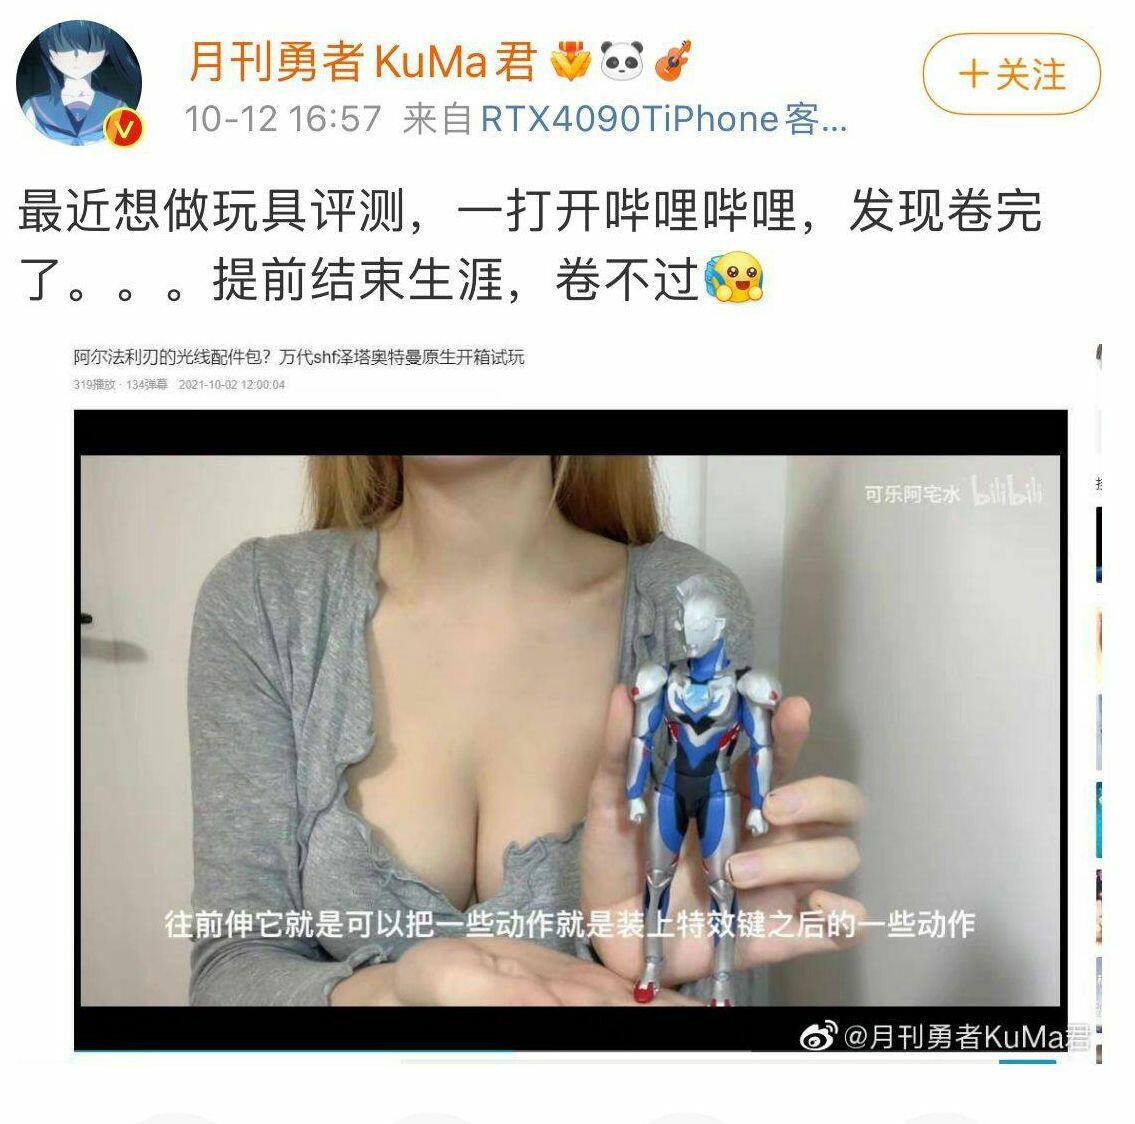 月刊勇者KuMa君
+关注
10-12 16:57 来自RTX4090TiPhone客...
最近想做玩具评测，一打开哔哩哔哩，发现卷完
了。。。提前结束生涯，卷不过
阿尔法利刃的光线配件包？万代shf泽塔奥特曼原生开箱试玩
319播放 · 134弹幕 2021-10-02 12:00:04
可乐阿宅水 bilibili
往前伸它就是可以把一些动作就是装上特效键之后的一些动作
@月刊勇者KuMa君